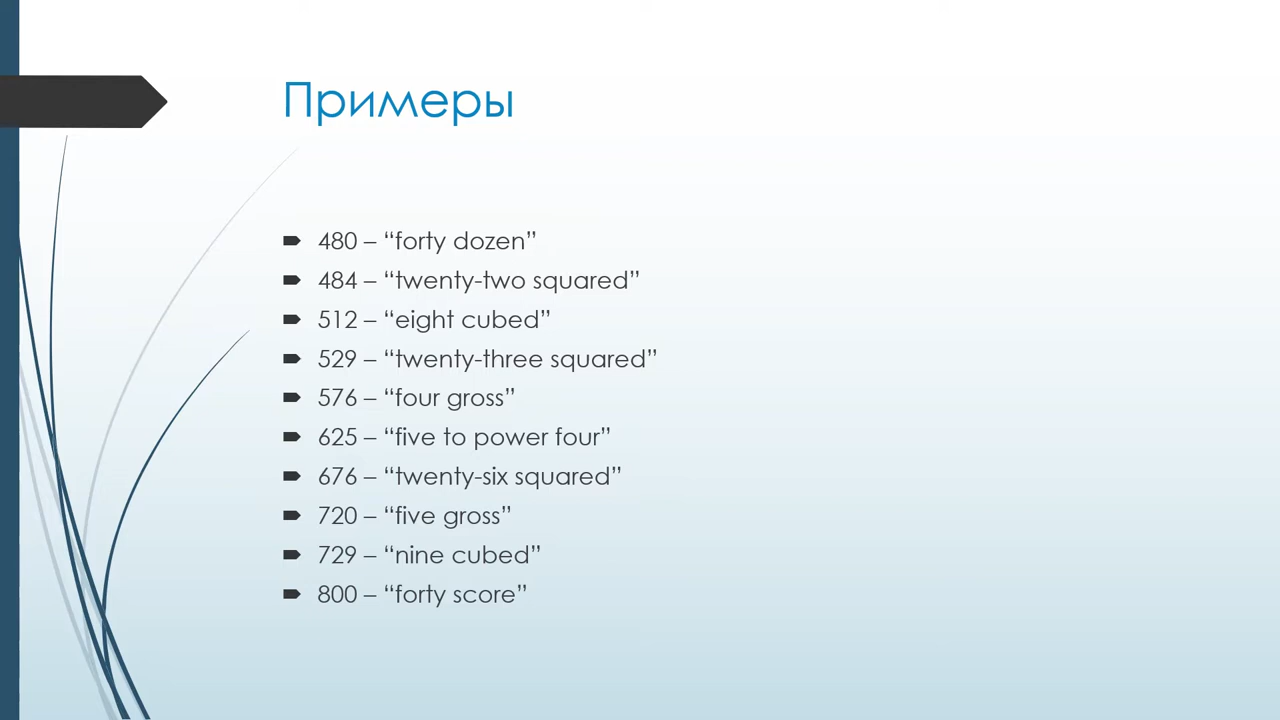 Примеры
480 – “forty dozen”
484 – “twenty-two squared”
512 – “eight cubed”
529 – “twenty-three squared”
576 – “four gross”
625 – “five to power four”
676 – “twenty-six squared”
720 – “five gross”
729 – “nine cubed”
800 – “forty score”